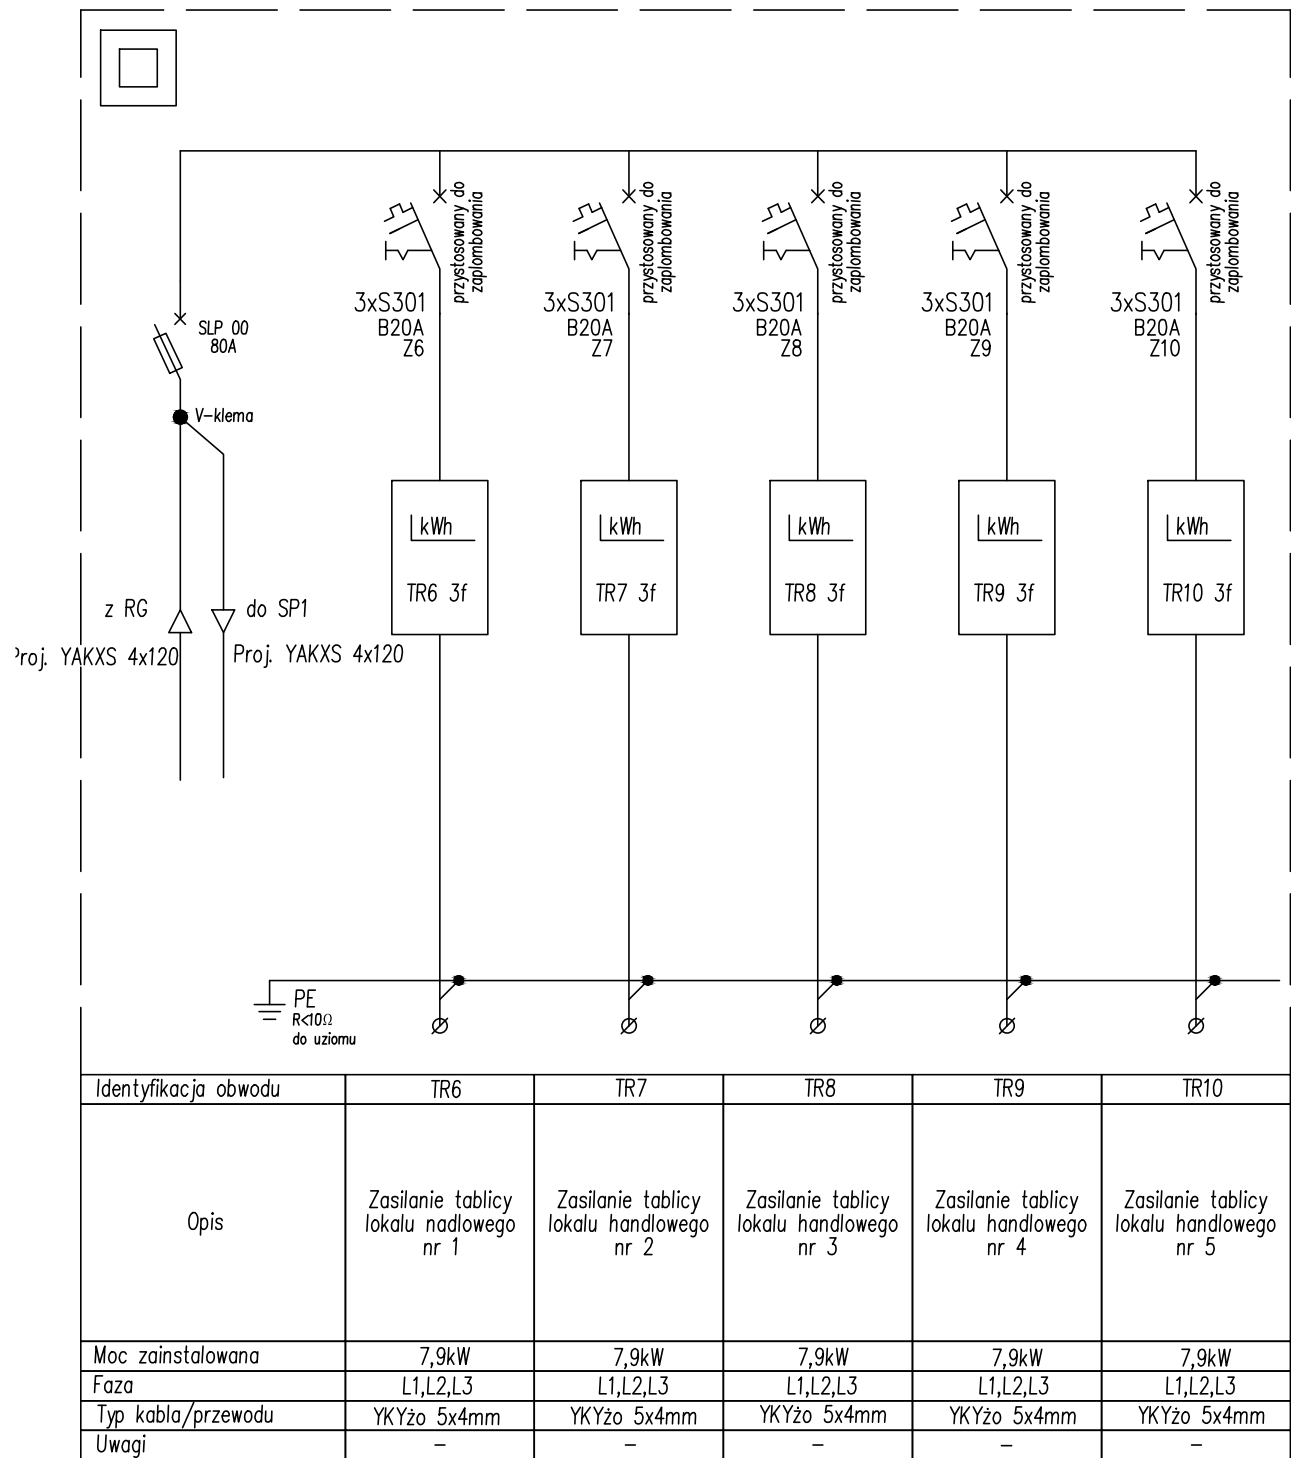 przystosowany do
zaplombowania
przystosowany do
zaplombowania
przystosowany do
zaplombowania
przystosowany do
zaplombowania
przystosowany do
zaplombowania
3xS301
B20A
Z6
3xS301
B20A
Z7
3xS301
B20A
Z8
3xS301
B20A
Z9
3xS301
B20A
Z10
SLP 00
80A
V-klema
kWh
TR6 3f
kWh
TR7 3f
kWh
TR8 3f
kWh
TR9 3f
kWh
TR10 3f
z RG
do SP1
roj. YAKXS 4x120
Proj. YAKXS 4x120
PE
R<10Ω
do uziomu
Identyfikacja obwodu TR6 TR7 TR8 TR9 TR10
Opis
Zasilanie tablicy
lokalu nadlowego
nr 1
Zasilanie tablicy
lokalu handlowego
nr 2
Zasilanie tablicy
lokalu handlowego
nr 3
Zasilanie tablicy
lokalu handlowego
nr 4
Zasilanie tablicy
lokalu handlowego
nr 5
Moc zainstalowana 7,9kW 7,9kW 7,9kW 7,9kW 7,9kW
Faza L1,L2,L3 L1,L2,L3 L1,L2,L3 L1,L2,L3 L1,L2,L3
Typ kabla/przewodu YKYżo 5x4mm YKYżo 5x4mm YKYżo 5x4mm YKYżo 5x4mm YKYżo 5x4mm
Uwagi - - - - -